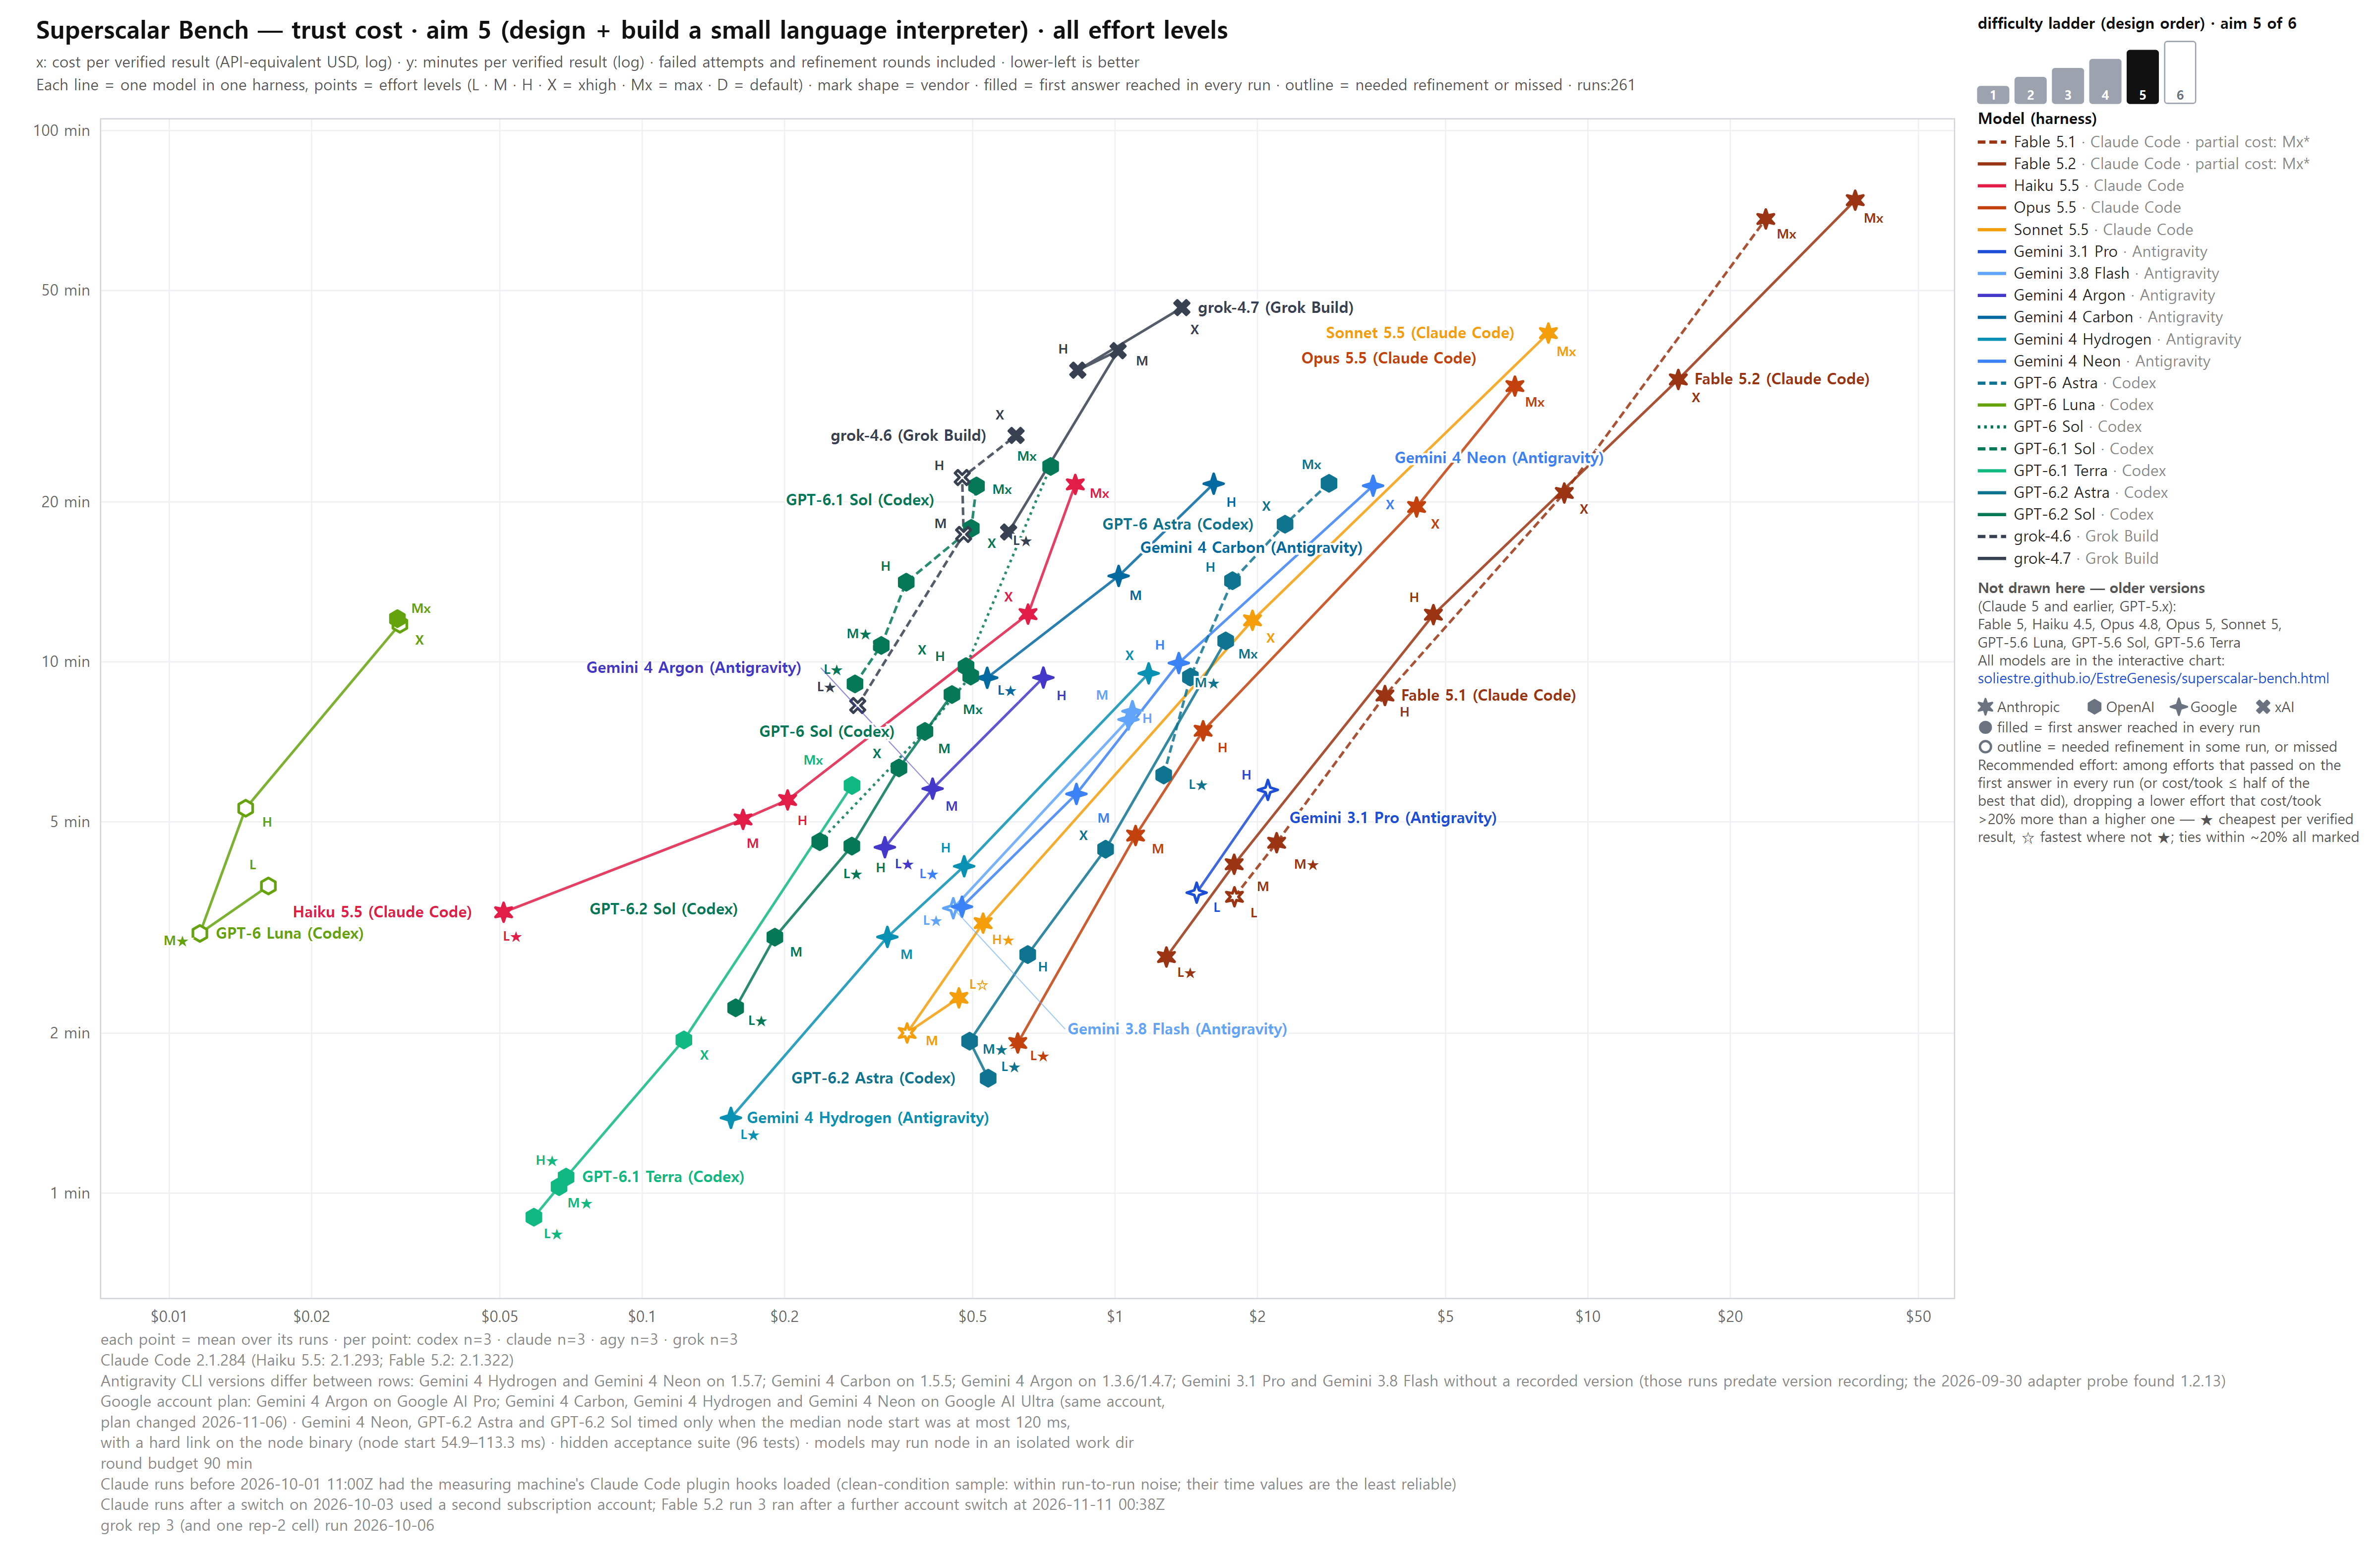 Superscalar Bench — trust cost · aim 5 (design + build a small language interpreter) · all effort levels
x: cost per verified result (API-equivalent USD, log) · y: minutes per verified result (log) · failed attempts and refinement rounds included · lower-left is better
Each line = one model in one harness, points = effort levels (L · M · H · X = xhigh · Mx = max · D = default) · mark shape = vendor · filled = first answer reached in every run · outline = needed refinement or missed · runs:261
difficulty ladder (design order) · aim 5 of 6
1 2 3 4 5 6
Model (harness)
Fable 5.1 · Claude Code · partial cost: Mx*
Fable 5.2 · Claude Code · partial cost: Mx*
Haiku 5.5 · Claude Code
Opus 5.5 · Claude Code
Sonnet 5.5 · Claude Code
Gemini 3.1 Pro · Antigravity
Gemini 3.8 Flash · Antigravity
Gemini 4 Argon · Antigravity
Gemini 4 Carbon · Antigravity
Gemini 4 Hydrogen · Antigravity
Gemini 4 Neon · Antigravity
GPT-6 Astra · Codex
GPT-6 Luna · Codex
GPT-6 Sol · Codex
GPT-6.1 Sol · Codex
GPT-6.1 Terra · Codex
GPT-6.2 Astra · Codex
GPT-6.2 Sol · Codex
grok-4.6 · Grok Build
grok-4.7 · Grok Build
Not drawn here — older versions
(Claude 5 and earlier, GPT-5.x):
Fable 5, Haiku 4.5, Opus 4.8, Opus 5, Sonnet 5,
GPT-5.6 Luna, GPT-5.6 Sol, GPT-5.6 Terra
All models are in the interactive chart:
soliestre.github.io/EstreGenesis/superscalar-bench.html
Anthropic OpenAI Google xAI
filled = first answer reached in every run
outline = needed refinement in some run, or missed
Recommended effort: among efforts that passed on the
first answer in every run (or cost/took ≤ half of the
best that did), dropping a lower effort that cost/took
>20% more than a higher one — ★ cheapest per verified
result, ☆ fastest where not ★; ties within ~20% all marked
100 min
50 min
20 min
10 min
5 min
2 min
1 min
Mx
Mx
grok-4.7 (Grok Build)
X
Sonnet 5.5 (Claude Code)
Mx
H
M
Opus 5.5 (Claude Code)
Fable 5.2 (Claude Code)
X
Mx
X
grok-4.6 (Grok Build)
Mx
Gemini 4 Neon (Antigravity)
H
Mx
GPT-6.1 Sol (Codex)
Mx
Mx
H
X
X
X
M
GPT-6 Astra (Codex)
X
X
L★
Gemini 4 Carbon (Antigravity)
H
H
M
X
H
Mx
X
M★
X
H
H
X
Mx
Gemini 4 Argon (Antigravity)
L★
L★
X
M★
L★
H
M
Fable 5.1 (Claude Code)
H
Mx
H
GPT-6 Sol (Codex)
M
H
X
Mx
H
L★
M
Gemini 3.1 Pro (Antigravity)
H
H
M
M
X
M
H
L★
L★
H
L★
M★
L
M
Haiku 5.5 (Claude Code)
GPT-6.2 Sol (Codex)
L★
L
L
M★
GPT-6 Luna (Codex)
L★
H★
M
M
H
L★
L☆
L★
Gemini 3.8 Flash (Antigravity)
M
M★
L★
X
L★
GPT-6.2 Astra (Codex)
Gemini 4 Hydrogen (Antigravity)
L★
H★
GPT-6.1 Terra (Codex)
M★
L★
$0.01 $0.02 $0.05 $0.1 $0.2 $0.5 $1 $2 $5 $10 $20 $50
each point = mean over its runs · per point: codex n=3 · claude n=3 · agy n=3 · grok n=3
Claude Code 2.1.284 (Haiku 5.5: 2.1.293; Fable 5.2: 2.1.322)
Antigravity CLI versions differ between rows: Gemini 4 Hydrogen and Gemini 4 Neon on 1.5.7; Gemini 4 Carbon on 1.5.5; Gemini 4 Argon on 1.3.6/1.4.7; Gemini 3.1 Pro and Gemini 3.8 Flash without a recorded version (those runs predate version recording; the 2026-09-30 adapter probe found 1.2.13)
Google account plan: Gemini 4 Argon on Google AI Pro; Gemini 4 Carbon, Gemini 4 Hydrogen and Gemini 4 Neon on Google AI Ultra (same account,
plan changed 2026-11-06) · Gemini 4 Neon, GPT-6.2 Astra and GPT-6.2 Sol timed only when the median node start was at most 120 ms,
with a hard link on the node binary (node start 54.9–113.3 ms) · hidden acceptance suite (96 tests) · models may run node in an isolated work dir
round budget 90 min
Claude runs before 2026-10-01 11:00Z had the measuring machine's Claude Code plugin hooks loaded (clean-condition sample: within run-to-run noise; their time values are the least reliable)
Claude runs after a switch on 2026-10-03 used a second subscription account; Fable 5.2 run 3 ran after a further account switch at 2026-11-11 00:38Z
grok rep 3 (and one rep-2 cell) run 2026-10-06